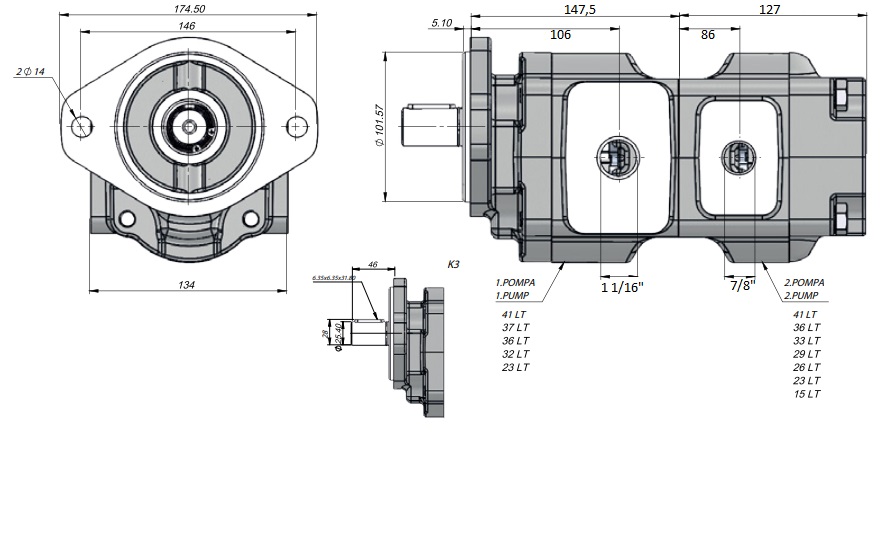 174.50
146
2 ϕ 14
134
147,5
127
5.10
106
86
ϕ 101.57
K3
46
6.35x6.35x31.80
28
ϕ 25.40
1.POMPA
1.PUMP
1 1/16"
7/8"
2.POMPA
2.PUMP
41 LT
37 LT
36 LT
32 LT
23 LT
41 LT
36 LT
33 LT
29 LT
26 LT
23 LT
15 LT